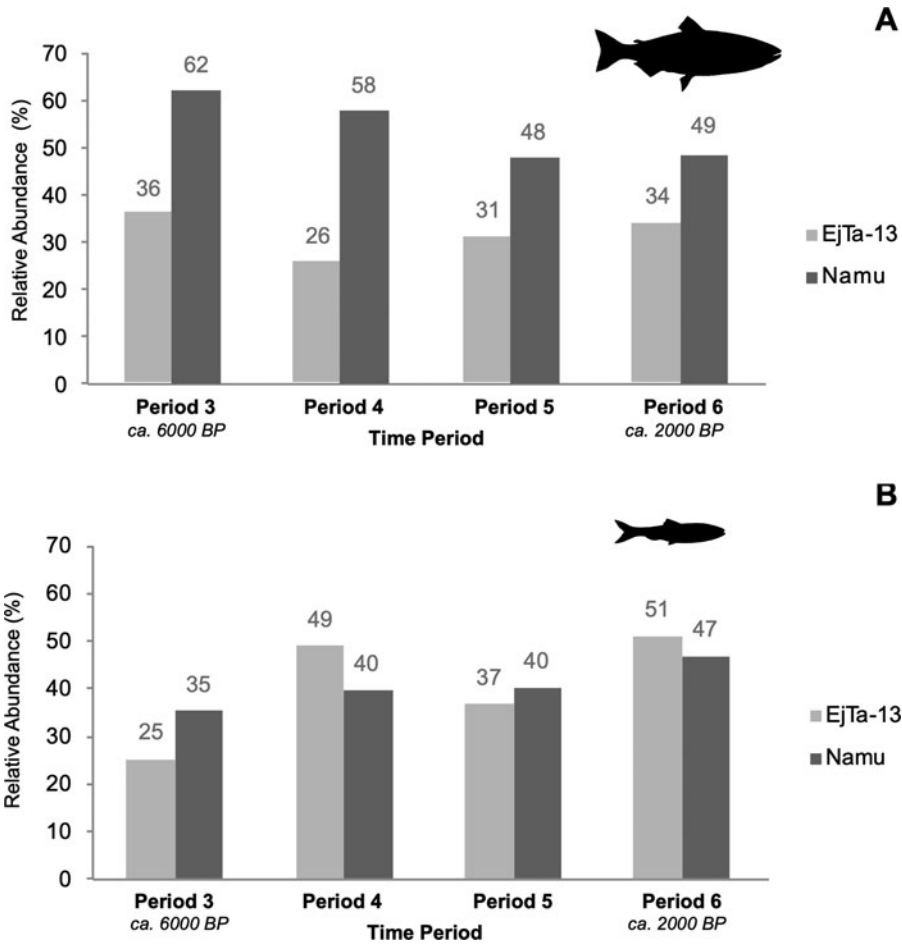 A
70
60
50
40
30
20
10
0
Relative Abundance (%)
36
62
26
58
31
48
34
49
EjTa-13
Namu
Period 3
Period 4
Period 5
Period 6
ca. 6000 BP
ca. 2000 BP
Time Period
B
70
60
50
40
30
20
10
0
Relative Abundance (%)
25
35
49
40
37
40
51
47
EjTa-13
Namu
Period 3
Period 4
Period 5
Period 6
ca. 6000 BP
ca. 2000 BP
Time Period